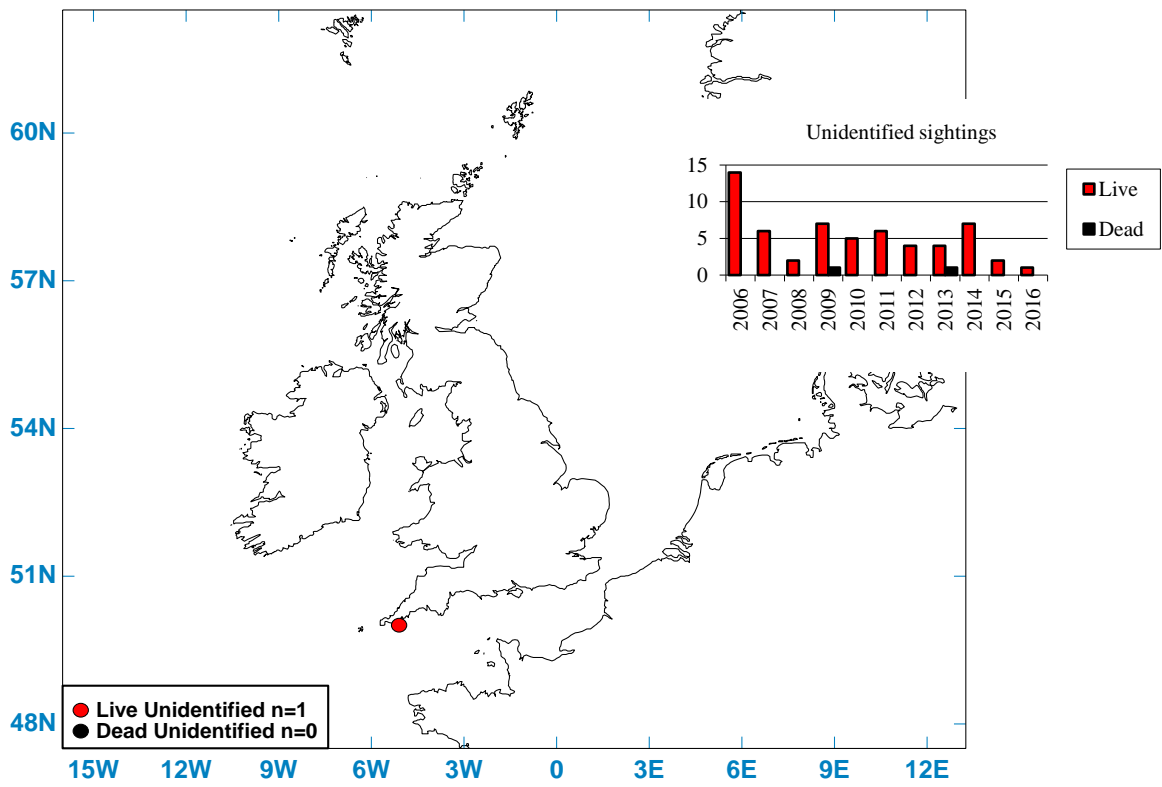 60N
57N
54N
51N
48N
15W 12W 9W 6W 3W 0 3E 6E 9E 12E
Unidentified sightings
15
10
5
0
2006 2007 2008 2009 2010 2011 2012 2013 2014 2015 2016
Live
Dead
Live Unidentified n=1
Dead Unidentified n=0